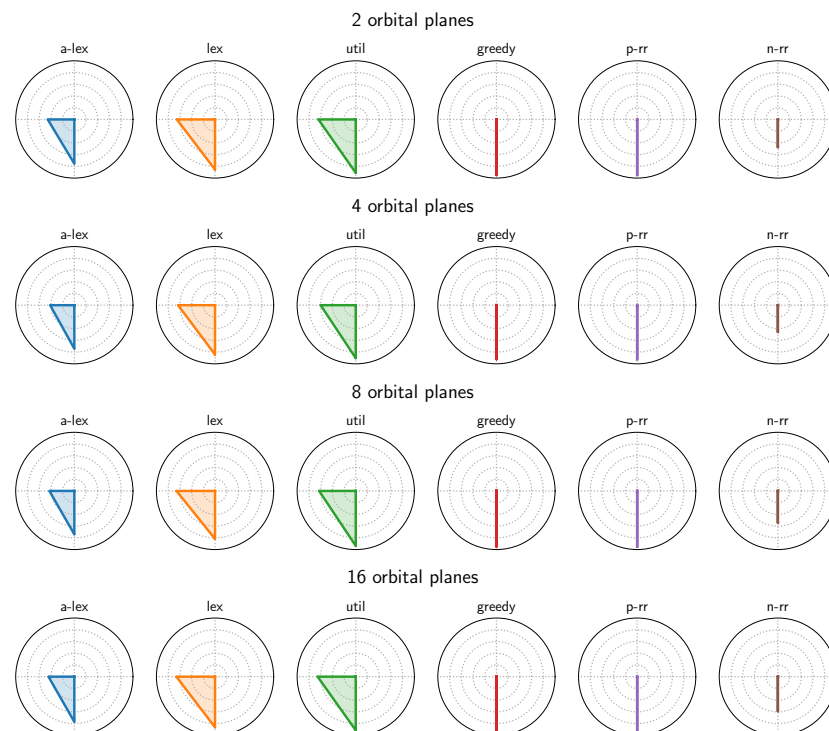 2 orbital planes
a-lex lex util greedy p-rr n-rr
4 orbital planes
a-lex lex util greedy p-rr n-rr
8 orbital planes
a-lex lex util greedy p-rr n-rr
16 orbital planes
a-lex lex util greedy p-rr n-rr